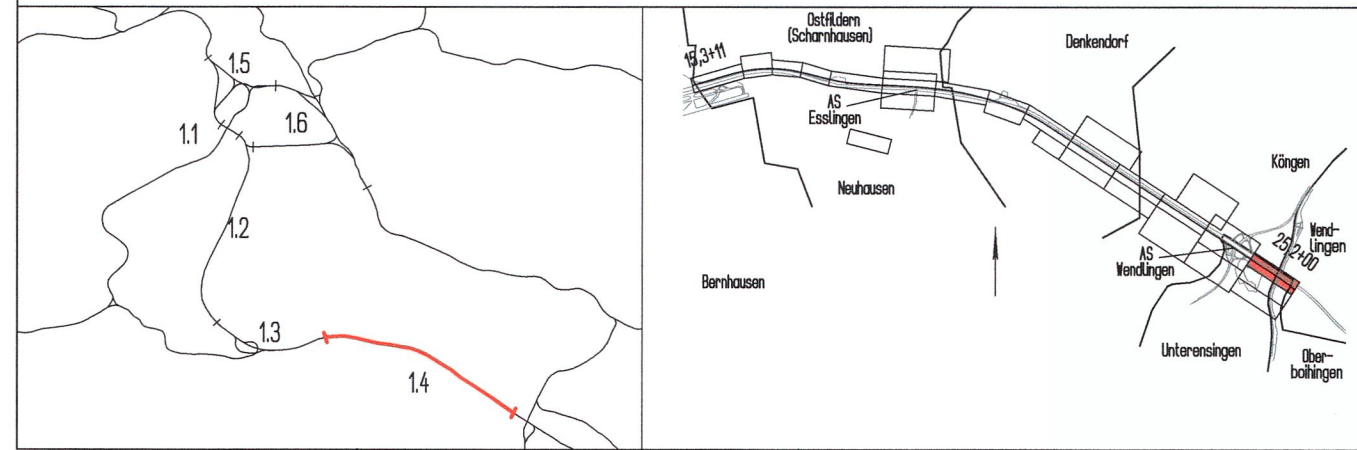 1.5
1.1
1.6
1.2
1.3
1.4
15,3+11
Ostfildern
(Scharnhausen)
Denkendorf
AS
Esslingen
Neuhausen
Köngen
Wend-
lingen
25,2+00
AS
Wendlingen
Bernhausen
Unterensingen
Ober-
boihingen